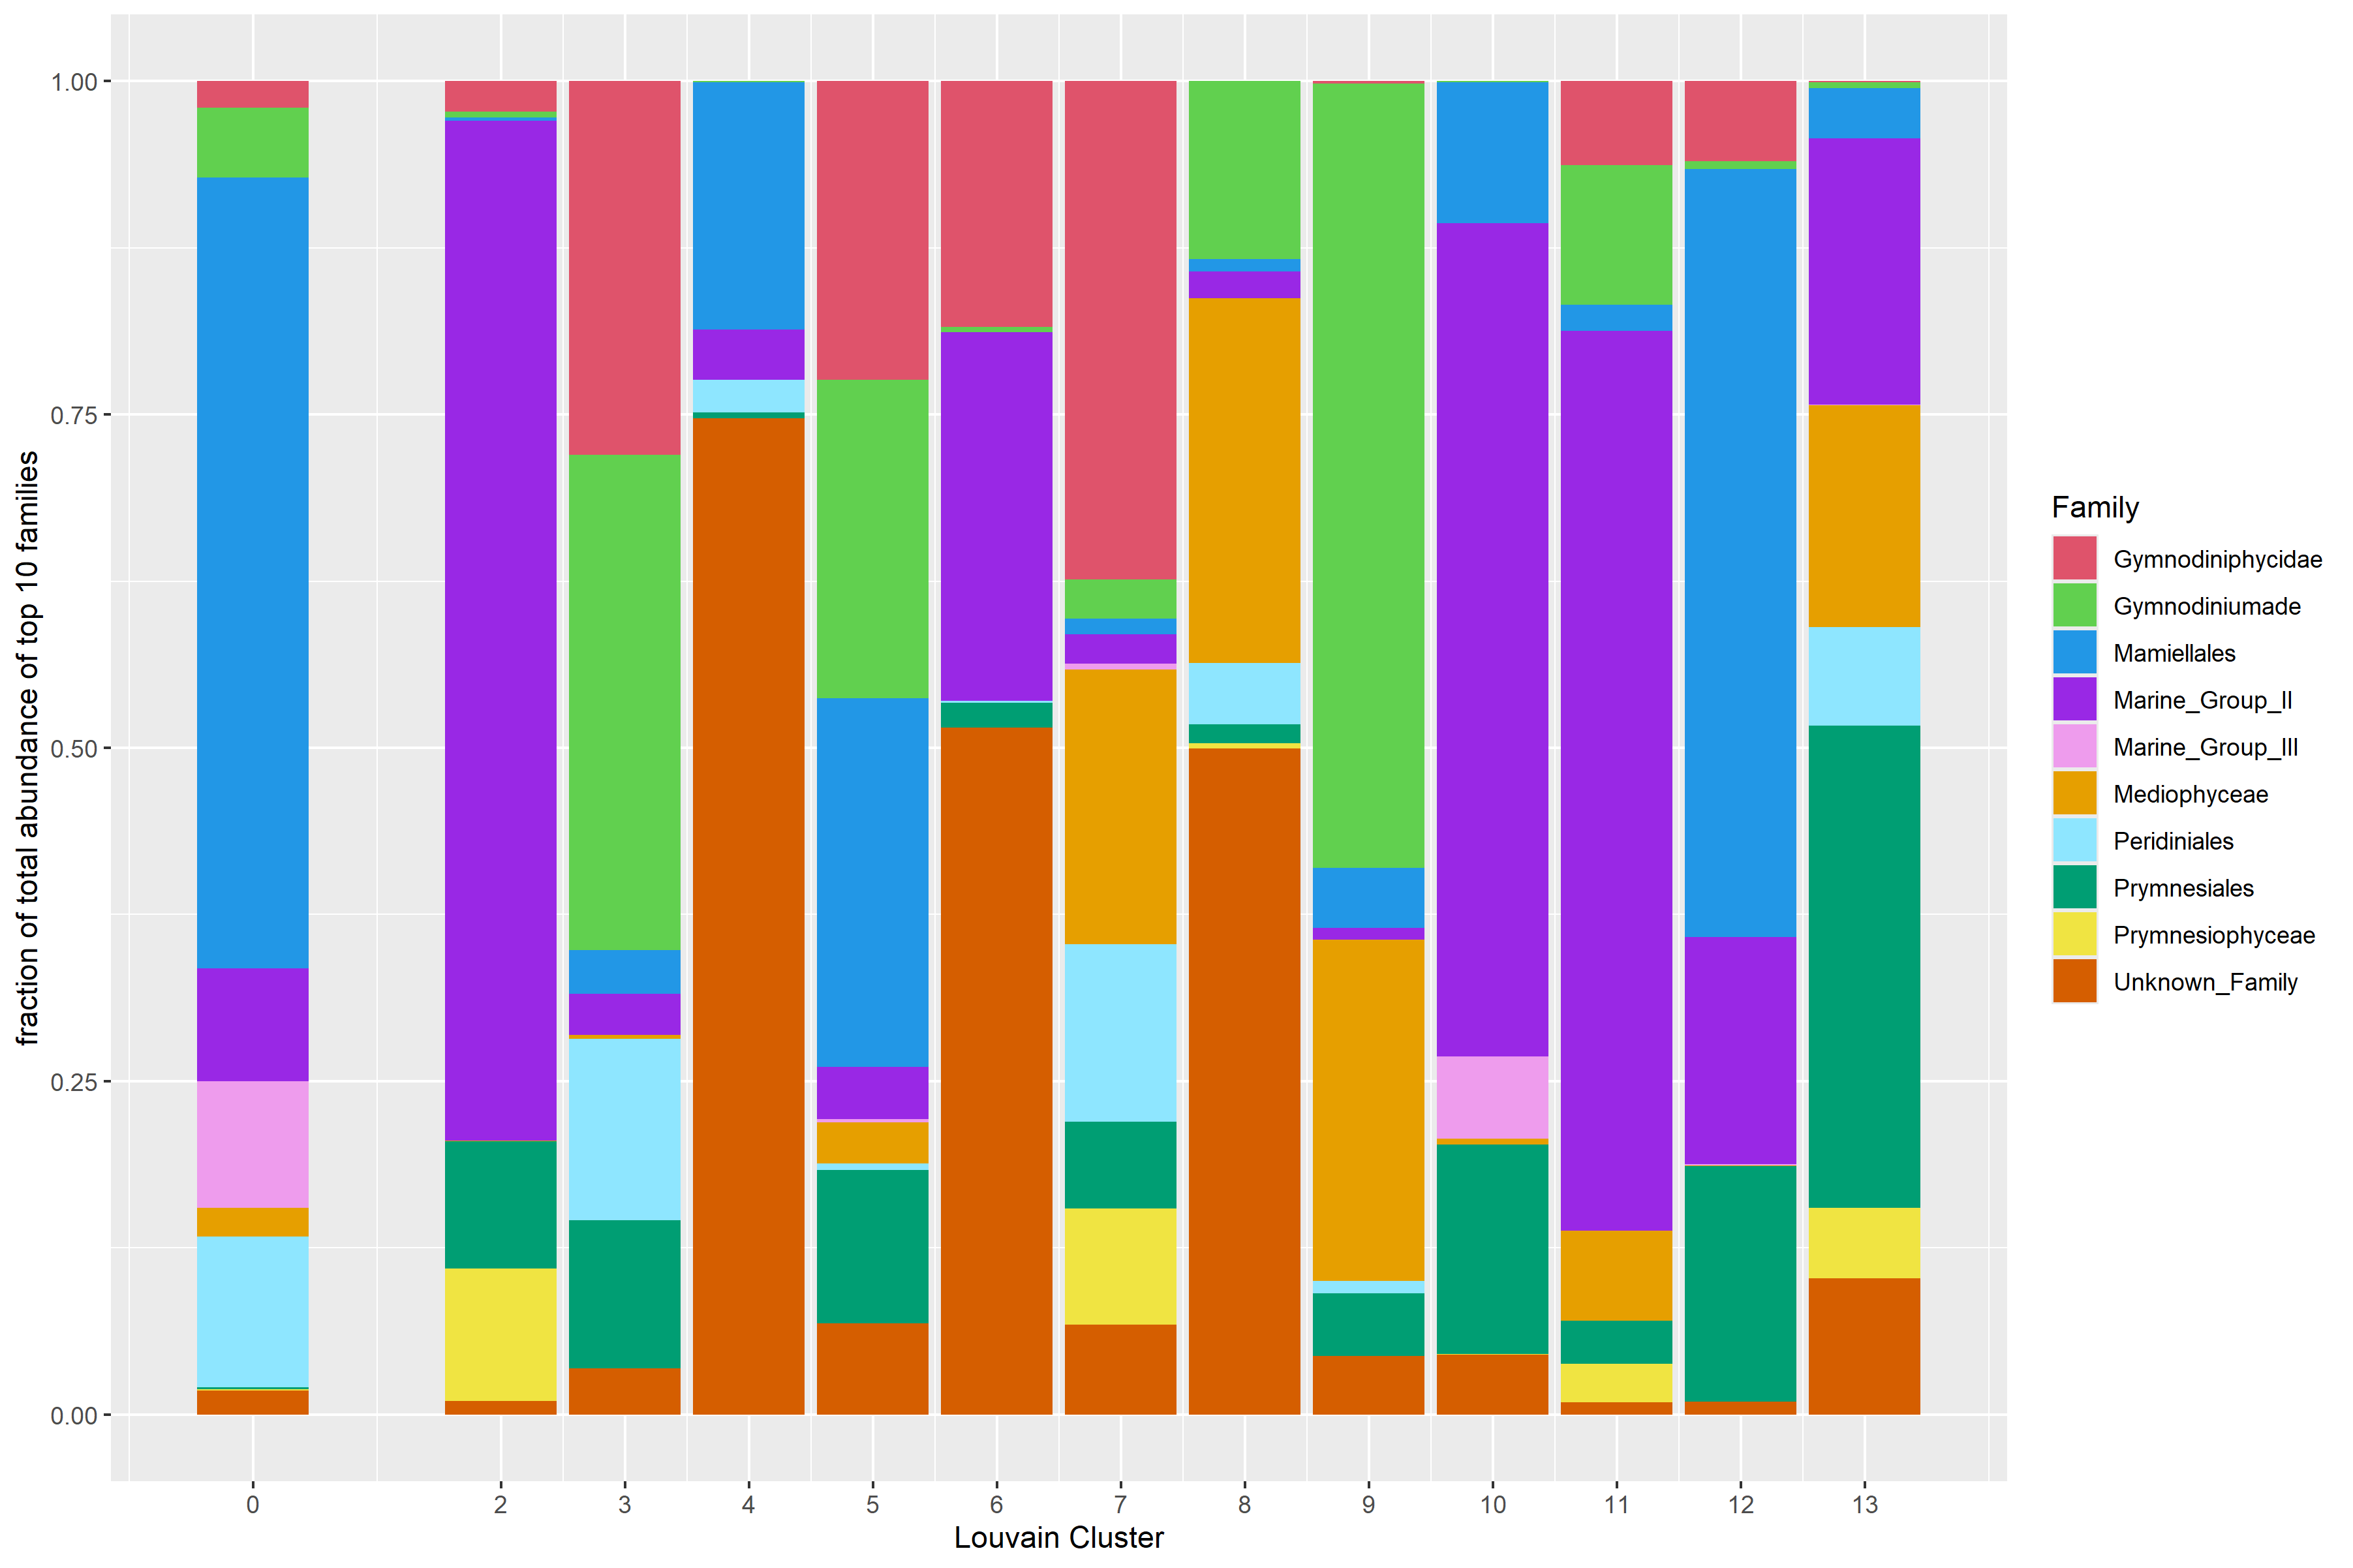 fraction of total abundance of top 10 families
1.00
0.75
0.50
0.25
0.00
0 2 3 4 5 6 7 8 9 10 11 12 13
Louvain Cluster
Family
Gymnodiniphycidae
Gymnodiniumade
Mamiellales
Marine_Group_II
Marine_Group_III
Mediophyceae
Peridiniales
Prymnesiales
Prymnesiophyceae
Unknown_Family